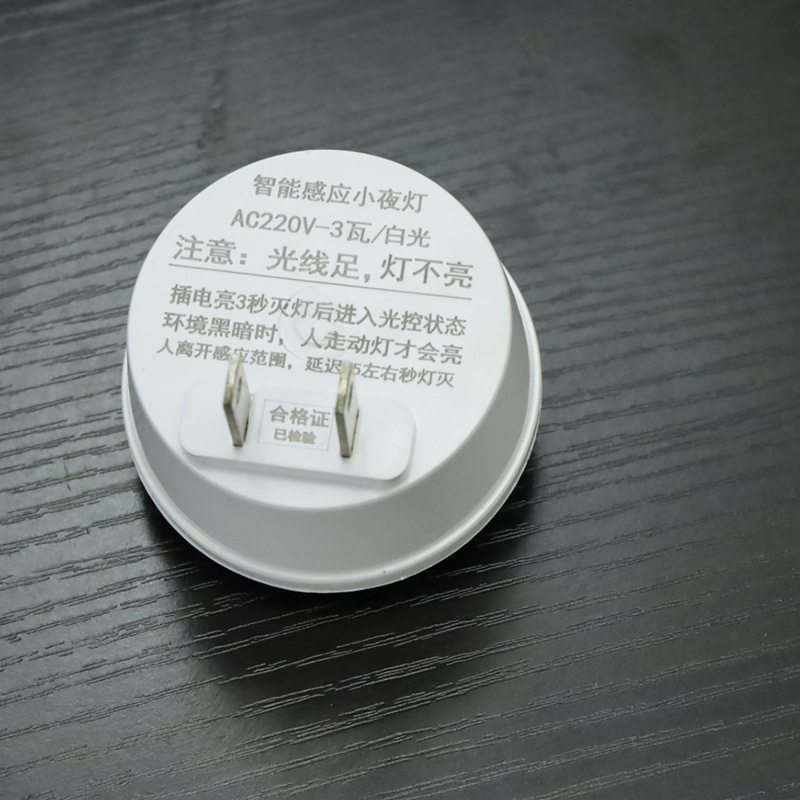 智能感应小夜灯
AC220V-3瓦/白光
注意：光线足，灯不亮
插电亮3秒灭灯后进入光控状态
环境黑暗时，人走动灯才会亮
人离开感应范围，延迟 5左右秒灯灭
合格证
已检验